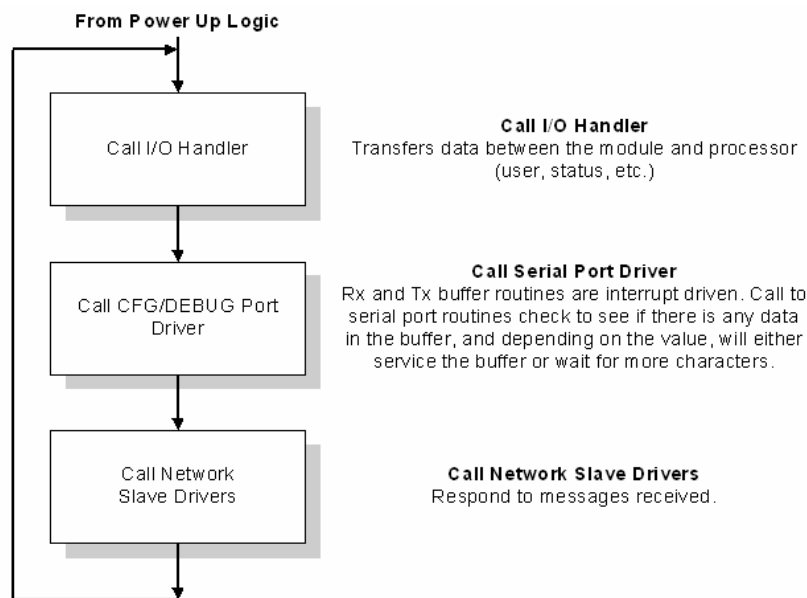 From Power Up Logic
Call I/O Handler
Call I/O Handler
Transfers data between the module and processor
(user, status, etc.)
Call CFG/DEBUG Port
Driver
Call Serial Port Driver
Rx and Tx buffer routines are interrupt driven. Call to
serial port routines check to see if there is any data
in the buffer, and depending on the value, will either
service the buffer or wait for more characters.
Call Network
Slave Drivers
Call Network Slave Drivers
Respond to messages received.